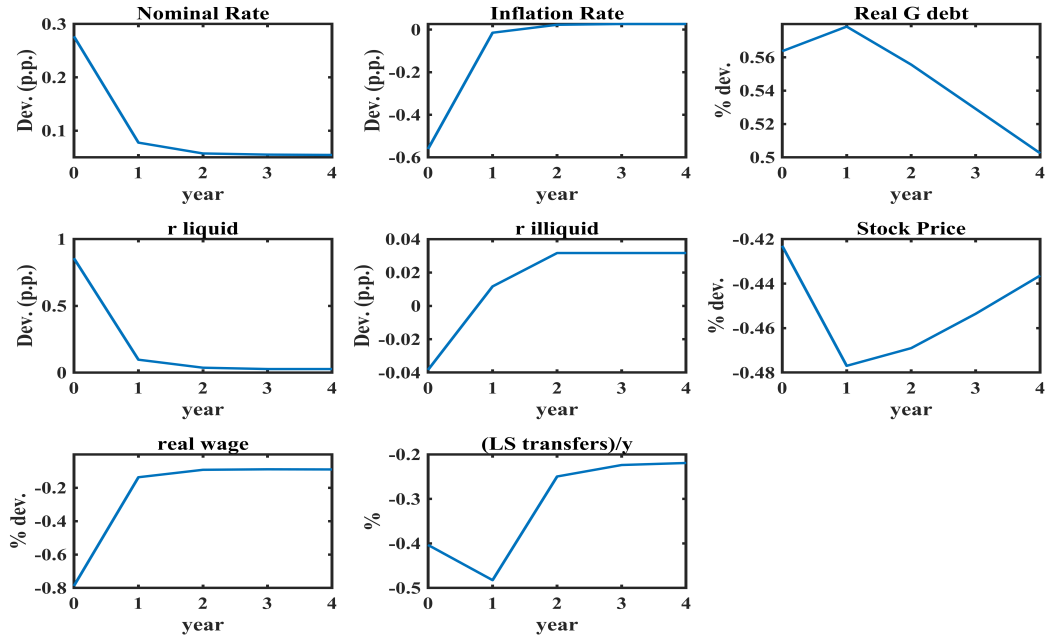 Nominal Rate
Dev. (p.p.)
0.3
0.2
0.1
0 1 2 3 4
year
Inflation Rate
Dev. (p.p.)
0
-0.2
-0.4
-0.6
0 1 2 3 4
year
Real G debt
% dev.
0.56
0.54
0.52
0.5
0 1 2 3 4
year
r liquid
Dev. (p.p.)
1
0.5
0
0 1 2 3 4
year
r illiquid
Dev. (p.p.)
0.04
0.02
0
-0.02
-0.04
0 1 2 3 4
year
Stock Price
% dev.
-0.42
-0.44
-0.46
-0.48
0 1 2 3 4
year
real wage
% dev.
-0.2
-0.4
-0.6
-0.8
0 1 2 3 4
year
(LS transfers)/y
%
-0.2
-0.3
-0.4
-0.5
0 1 2 3 4
year